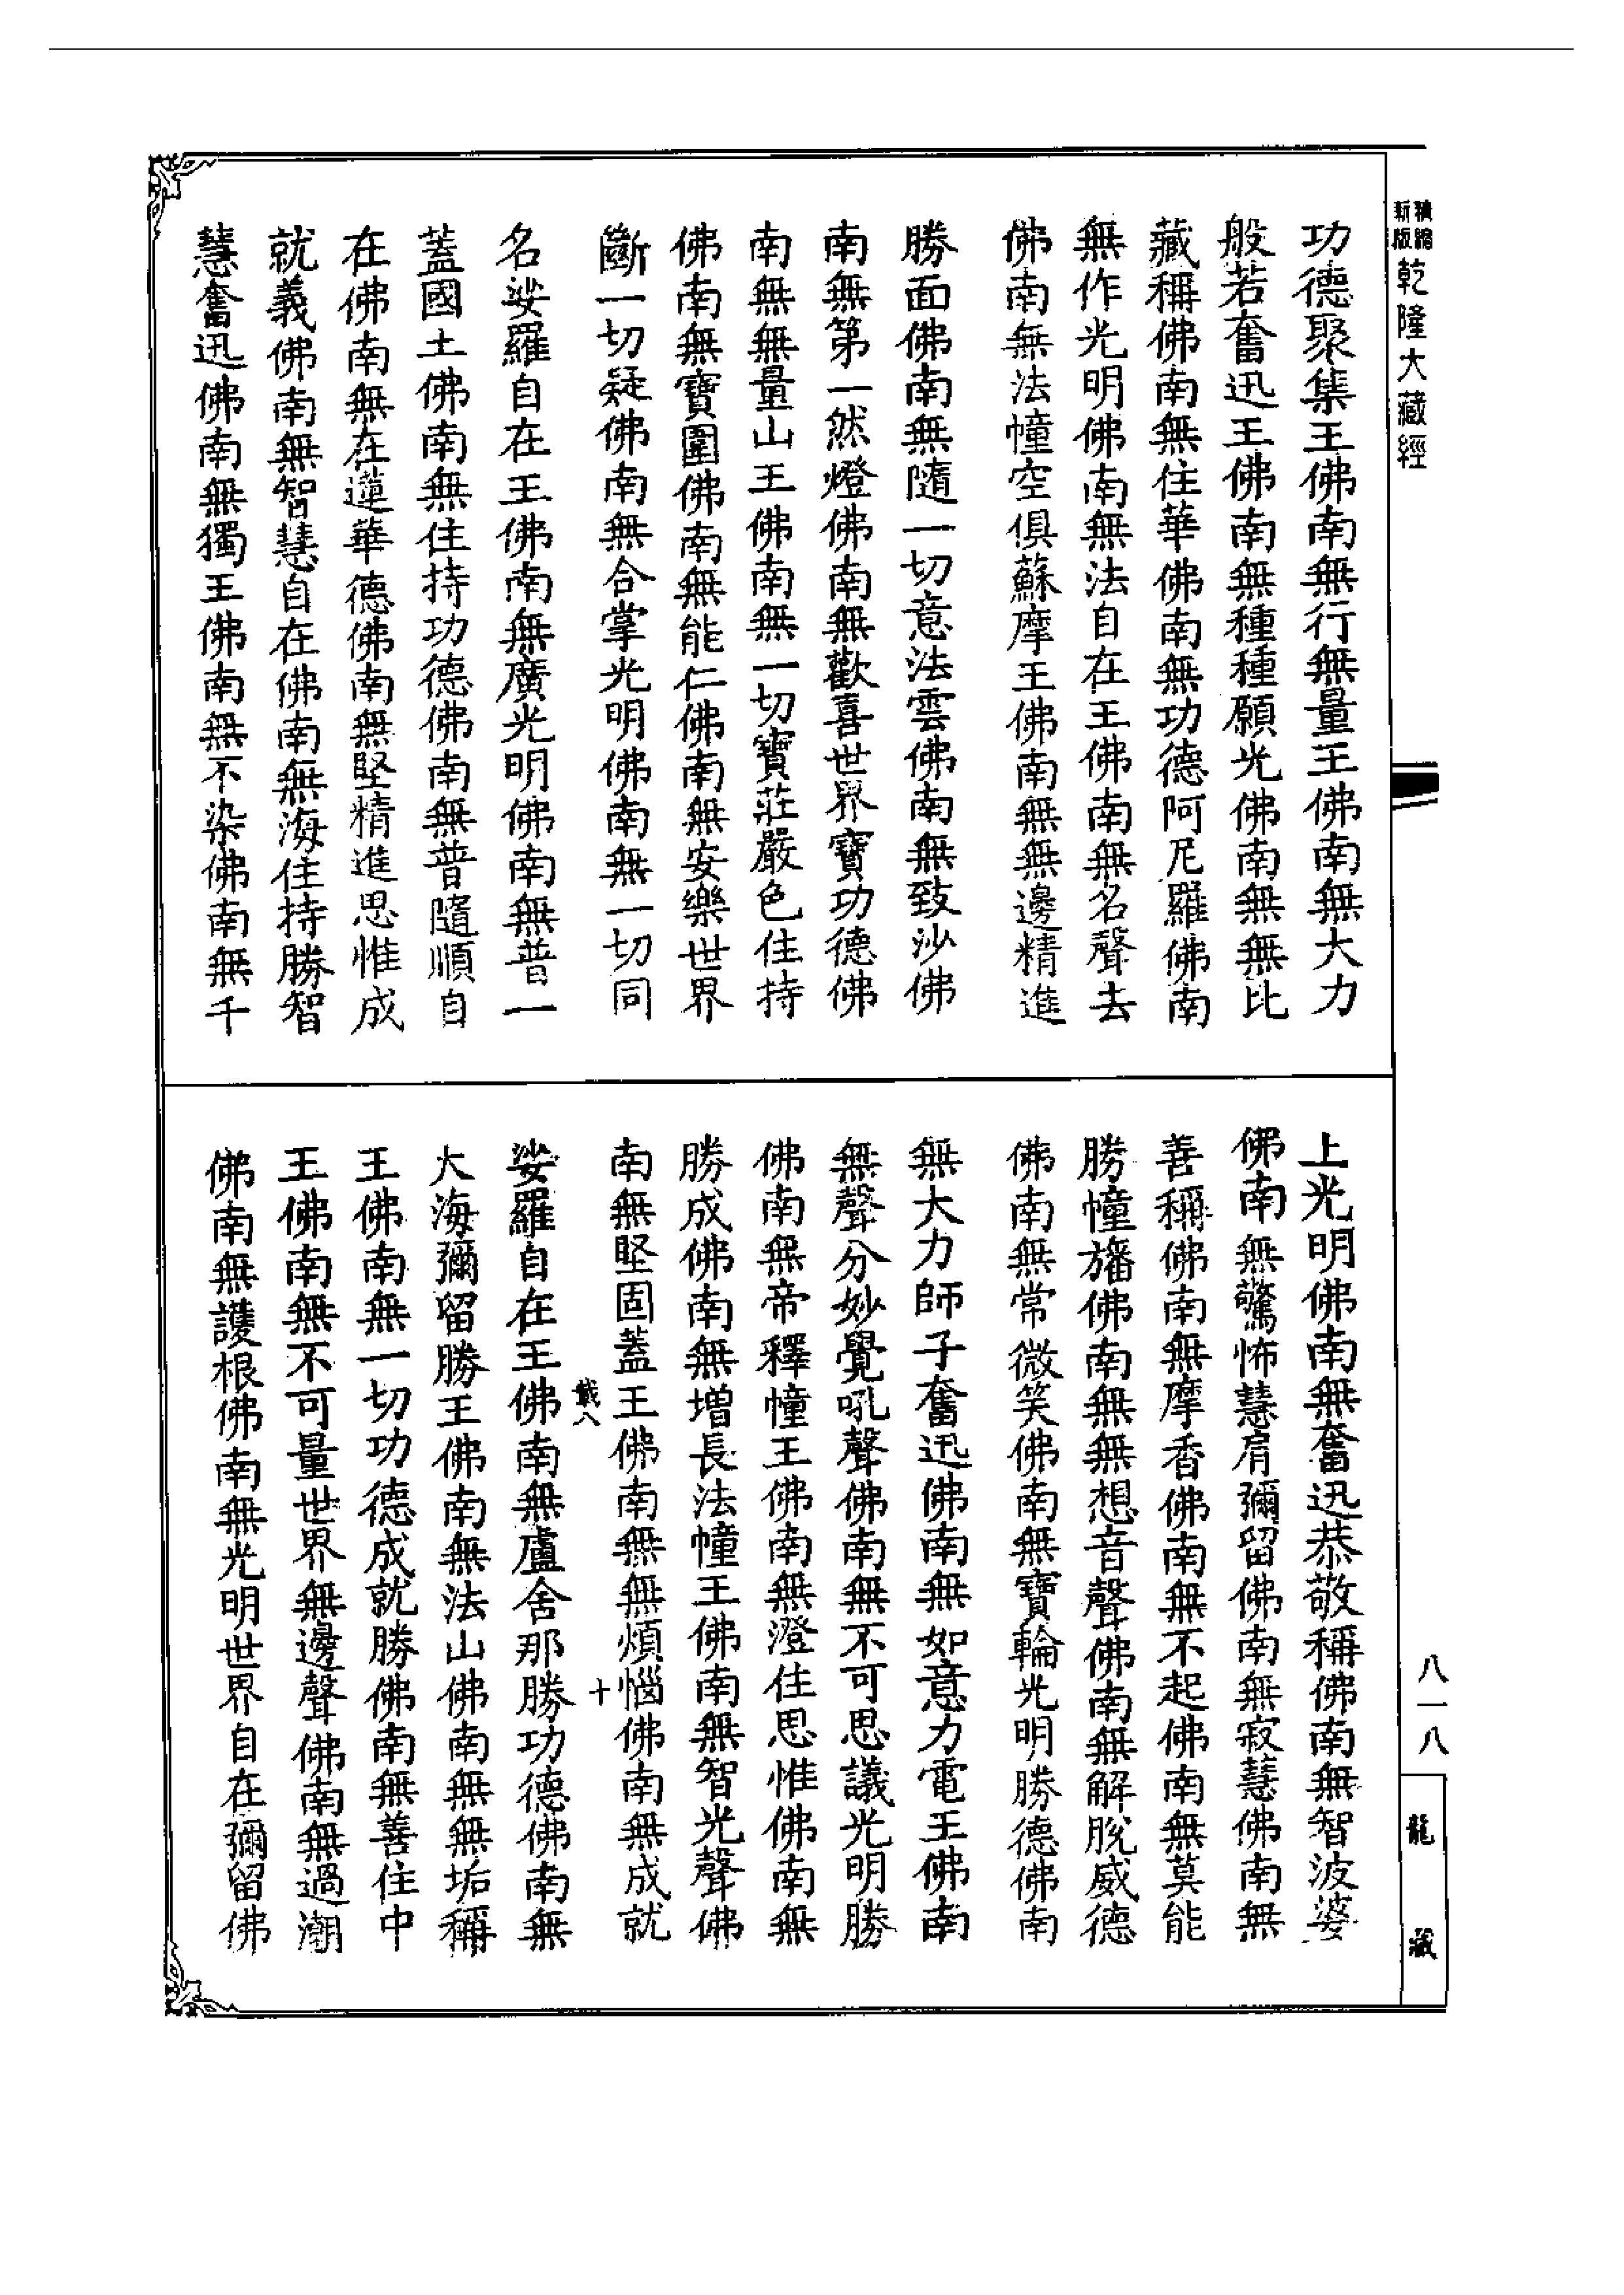 精縮新版乾隆大藏經
功德聚集王佛南無行無量王佛南無大力
般若奮迅王佛南無種種願光佛南無無比
藏稱佛南無住華佛南無功德阿尼羅佛南
無作光明佛南無法自在王佛南無名聲去
佛南無法幢空俱蘇摩王佛南無無邊精進
勝面佛南無隨一切意法雲佛南無致沙佛
南無第一然燈佛南無歡喜世界寶功德佛
南無無量山王佛南無一切寶莊嚴色住持
佛南無寶圍佛南無能仁佛南無安樂世界
斷一切疑佛南無合掌光明佛南無一切同
名娑羅自在王佛南無廣光明佛南無普一
蓋國土佛南無住持功德佛南無普隨順自
在佛南無在蓮華德佛南無堅精進思惟成
就義佛南無智慧自在佛南無海住持勝智
慧奮迅佛南無獨王佛南無不染佛南無千
上光明佛南無奮迅恭敬稱佛南無智波婆
佛南無驚怖慧肩彌留佛南無寂慧佛南無
善稱佛南無摩香佛南無不起佛南無莫能
勝幢旛佛南無無想音聲佛南無解脫威德
佛南無常微笑佛南無寶輪光明勝德佛南
無大力師子奮迅佛南無如意力電王佛南
無聲分妙覺吼聲佛南無不可思議光明勝
佛南無帝釋幢王佛南無澄住思惟佛南無
勝成佛南無增長法幢王佛南無智光聲佛
南無堅固蓋王佛南無無煩惱佛南無成就
載八
十
娑羅自在王佛南無盧舍那勝功德佛南無
大海彌留勝王佛南無法山佛南無無垢稱
王佛南無一切功德成就勝佛南無善住中
王佛南無不可量世界無邊聲佛南無過潮
佛南無護根佛南無光明世界自在彌留佛
八一八
龍藏